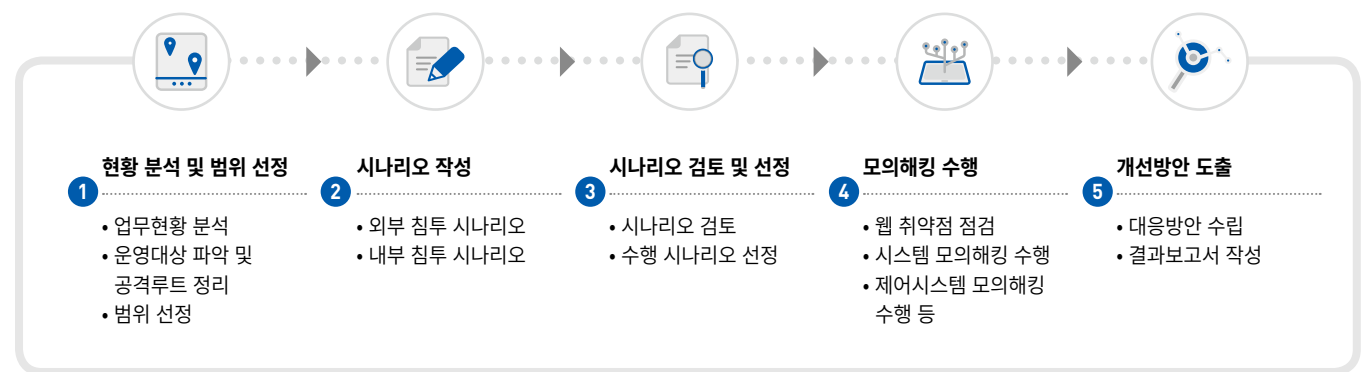 현황 분석 및 범위 선정
1
• 업무현황 분석
• 운영대상 파악 및
공격루트 정리
• 범위 선정
시나리오 작성
2
• 외부 침투 시나리오
• 내부 침투 시나리오
시나리오 검토 및 선정
3
• 시나리오 검토
• 수행 시나리오 선정
모의해킹 수행
4
• 웹 취약점 점검
• 시스템 모의해킹 수행
• 제어시스템 모의해킹
수행 등
개선방안 도출
5
• 대응방안 수립
• 결과보고서 작성